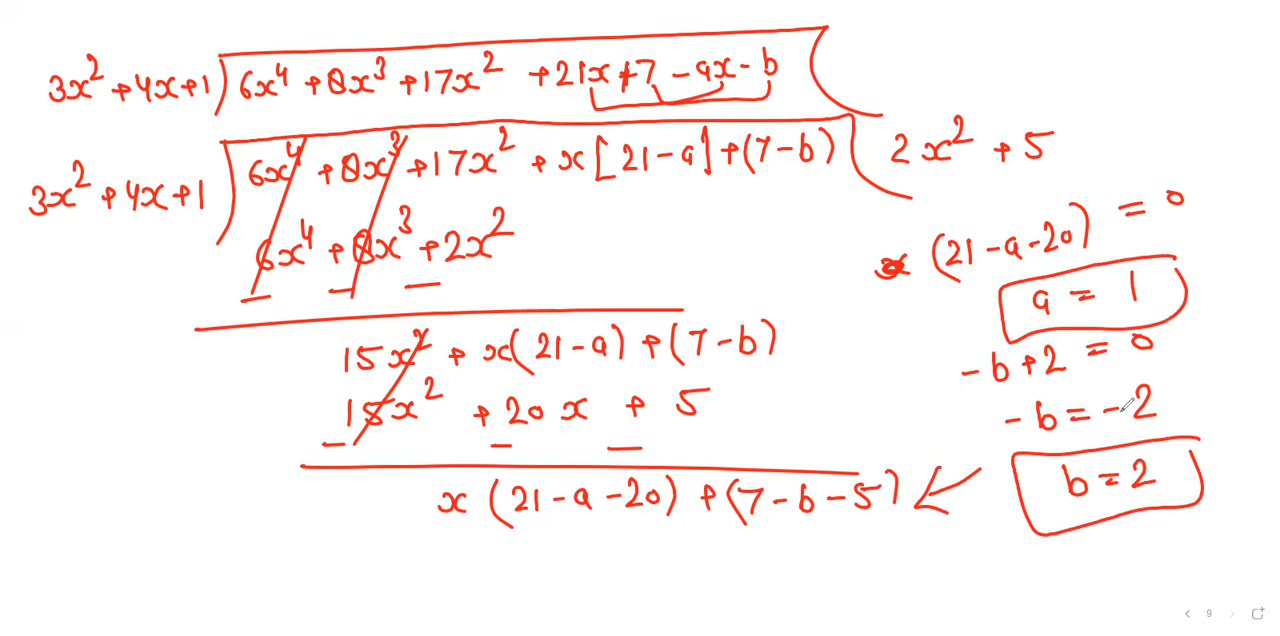 3x² + 4x + 1 ) 6x⁴ + 8x³ + 17x² + 21x + 7 - ax - b (
3x² + 4x + 1 ) 6x⁴ + 8x³ + 17x² + x [ 21 - a ] + (7 - b) ( 2x² + 5
6x⁴ + 8x³ + 2x²
15x² + x(21 - a) + (7 - b)
15x² + 20x + 5
x (21 - a - 20) + (7 - b - 5)
(21 - a - 20) = 0
a = 1
- b + 2 = 0
- b = - 2
b = 2
9